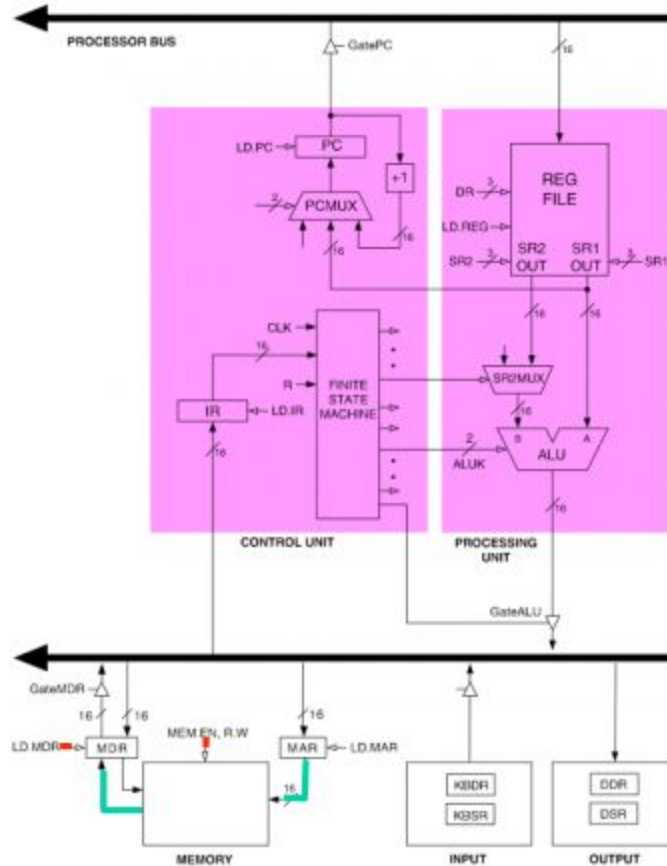 PROCESSOR BUS
GatePC
16
LD.PC
PC
+1
2
PCMUX
16
16
REG
FILE
DR
3
LD.REG
SR2
OUT
SR1
OUT
SR2
3
3
SR1
16
16
CLK
16
R
FINITE
STATE
MACHINE
IR
LD.IR
16
SR2MUX
16
B
A
ALU
2
ALUK
16
CONTROL UNIT
PROCESSING
UNIT
GateALU
GateMDR
16
16
16
LD.MDR
MDR
MEM.EN, R.W
MAR
LD.MAR
16
KBDR
KBSR
DDR
DSR
MEMORY
INPUT
OUTPUT